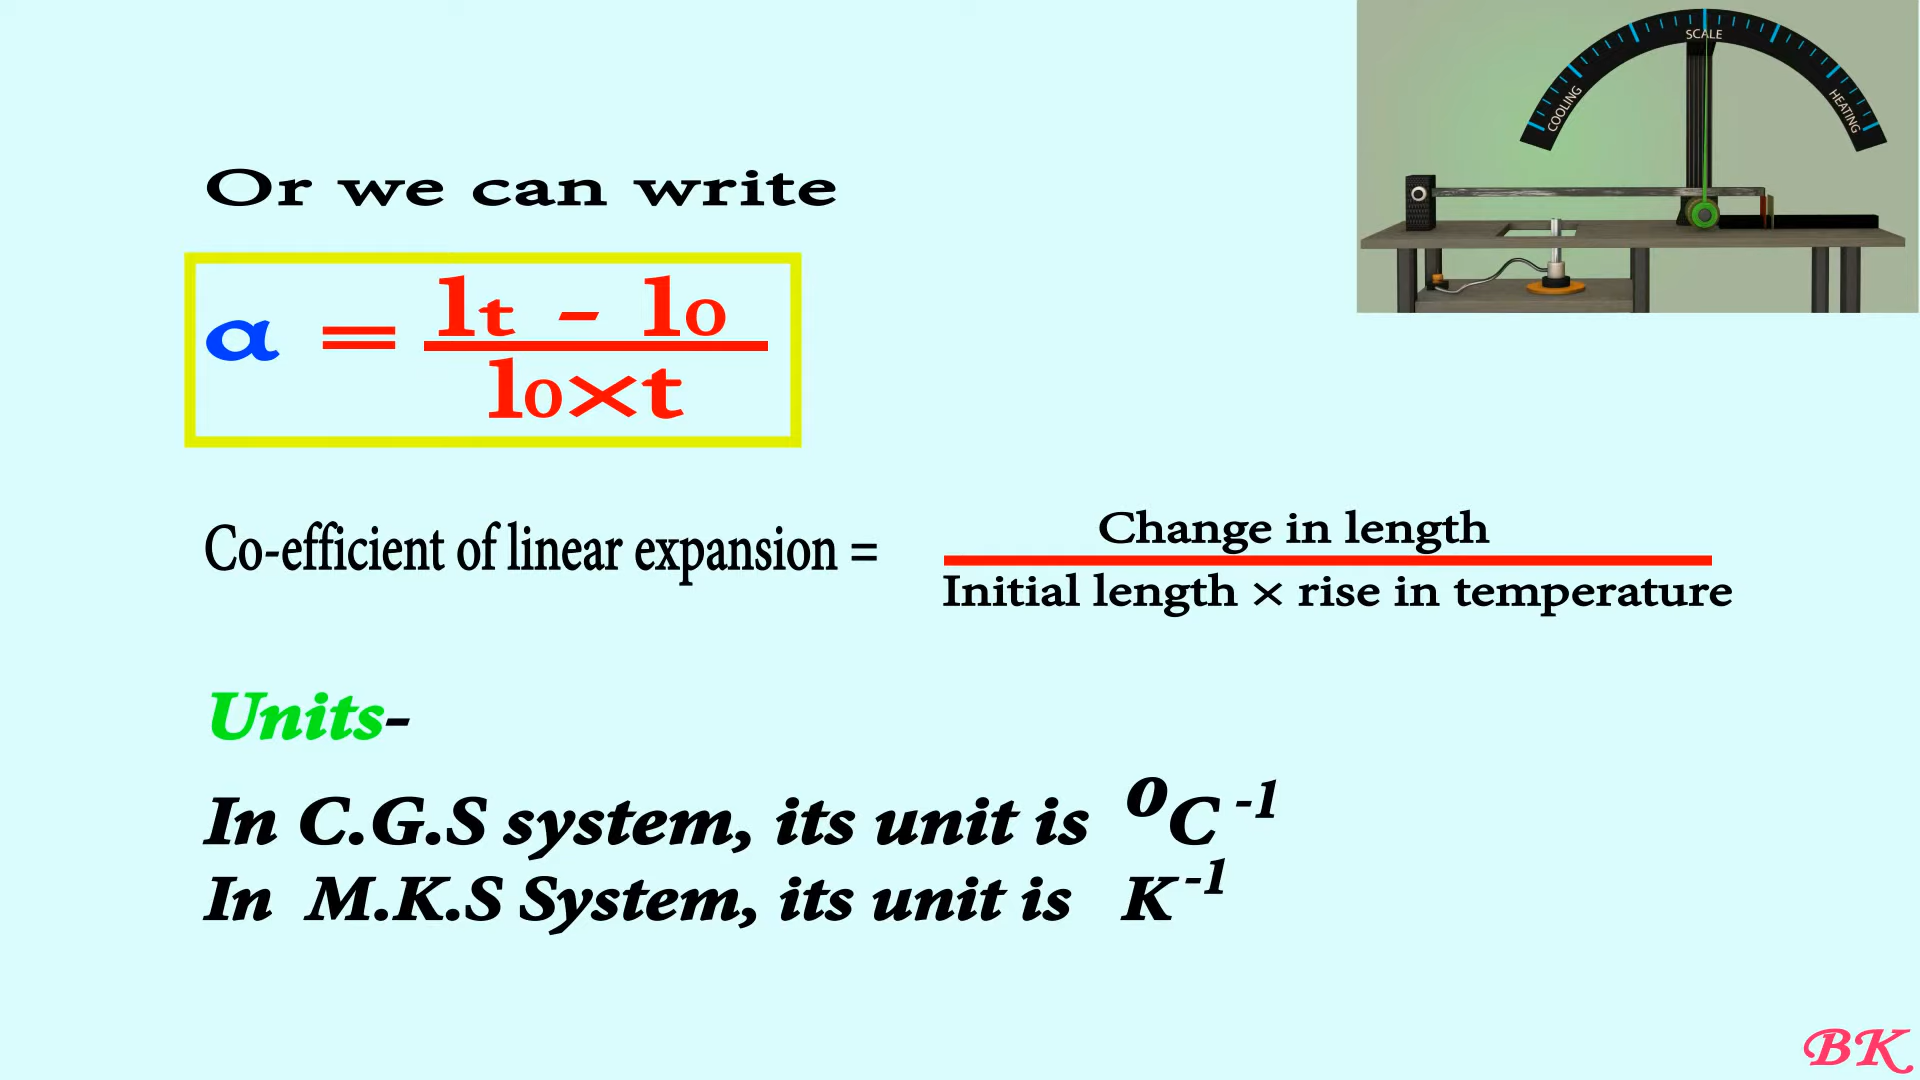 SCALE
COOLING
HEATING
Or we can write
α = lt - lo
lo×t
Co-efficient of linear expansion = Change in length
Initial length × rise in temperature
Units-
In C.G.S system, its unit is ⁰C⁻¹
In M.K.S System, its unit is K⁻¹
BK